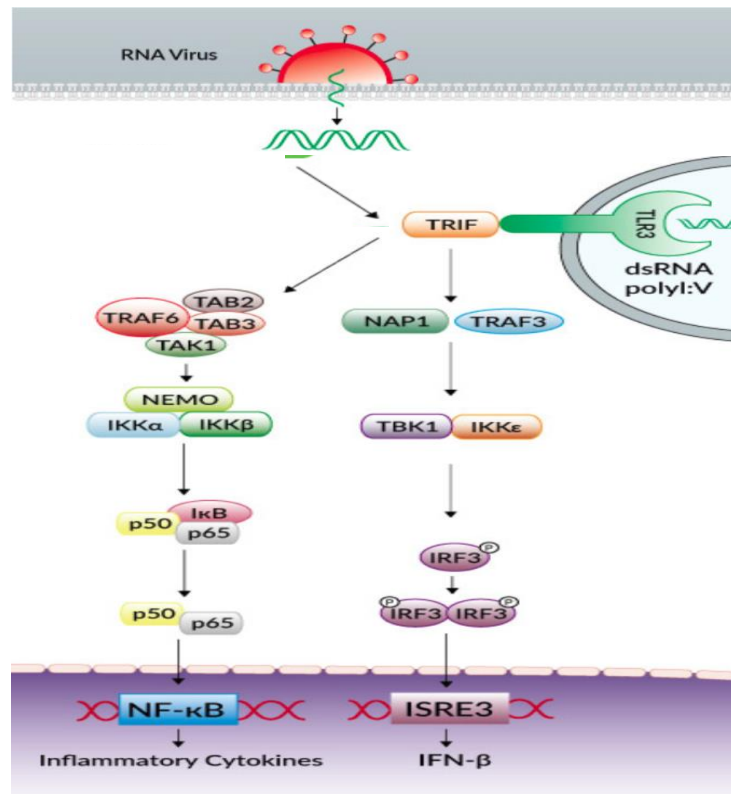 RNA Virus
TRIF
TLR3
dsRNA
polyI:V
TAB2
TRAF6
TAB3
TAK1
NAP1
TRAF3
NEMO
IKKα
IKKβ
TBK1
IKKε
IκB
p50
p65
IRF3
P
p50
p65
P
IRF3
IRF3
P
NF-κB
ISRE3
Inflammatory Cytokines
IFN-β